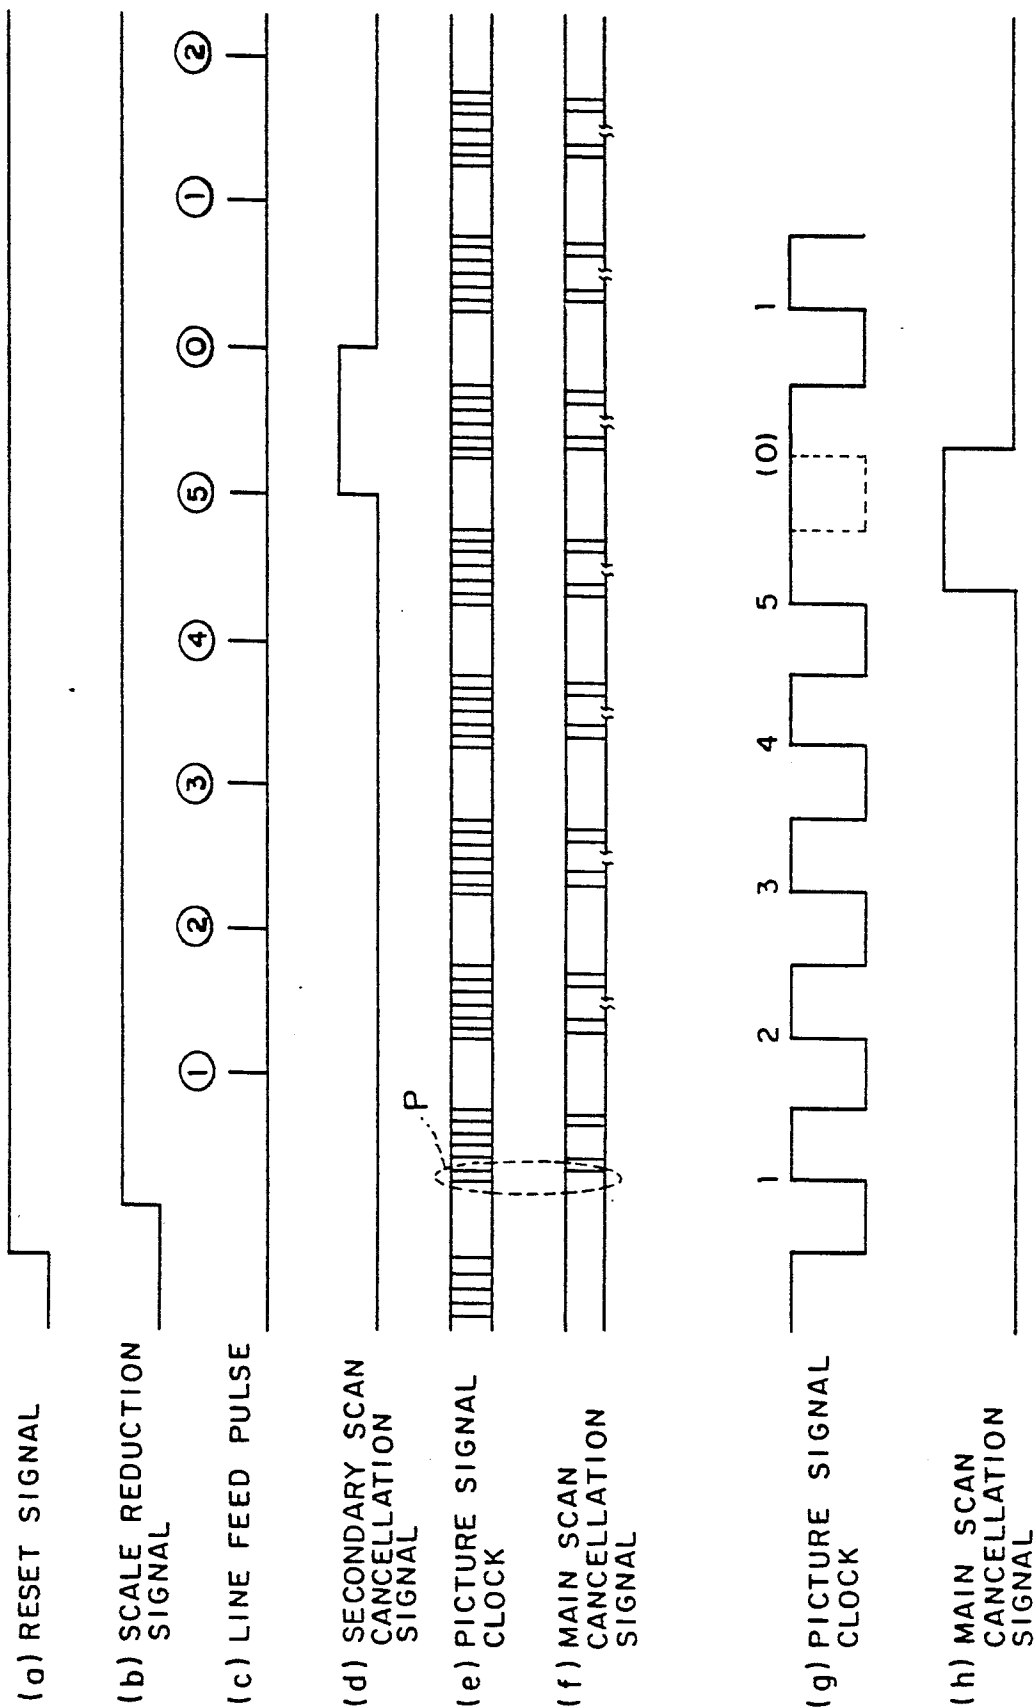 (a) RESET SIGNAL
(b) SCALE REDUCTION
SIGNAL
① ② ③ ④ ⑤ ⓪ ① ②
(c) LINE FEED PULSE
(d) SECONDARY SCAN
CANCELLATION
SIGNAL
P
(e) PICTURE SIGNAL
CLOCK
(f) MAIN SCAN
CANCELLATION
SIGNAL
1 2 3 4 5 (0) 1
(g) PICTURE SIGNAL
CLOCK
(h) MAIN SCAN
CANCELLATION
SIGNAL